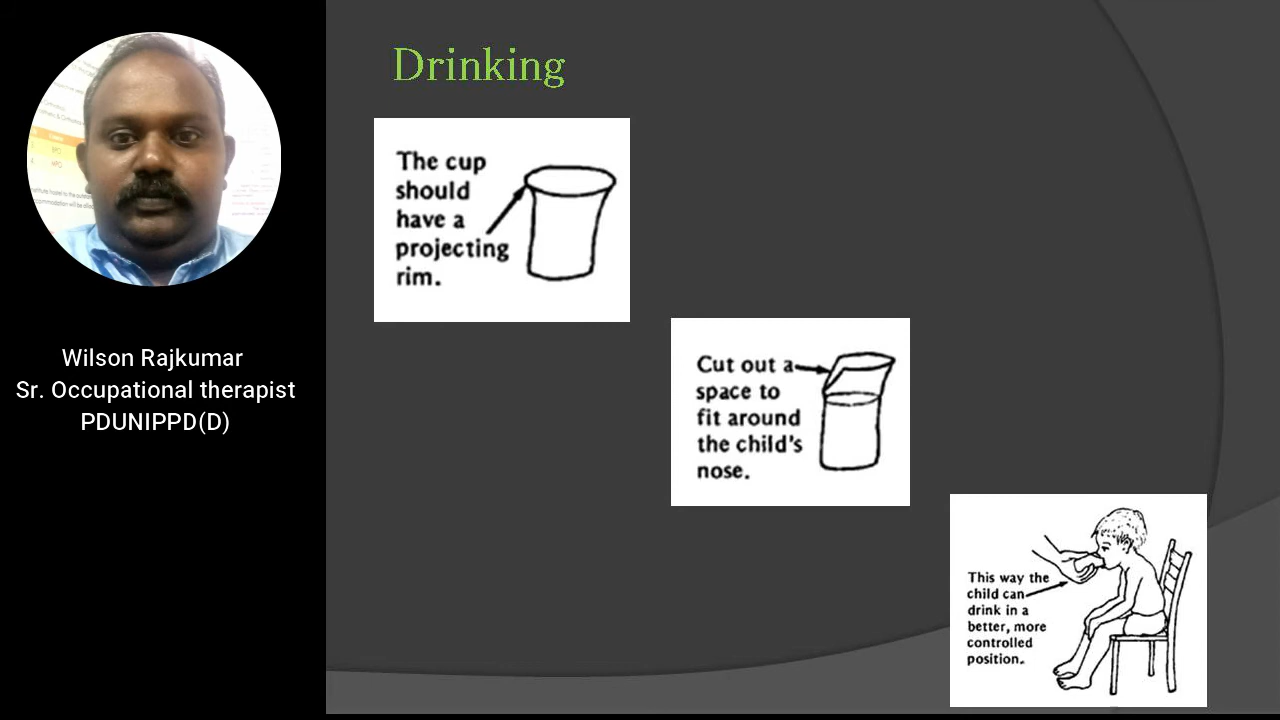 Drinking
The cup
should
have a
projecting
rim.
Cut out a
space to
fit around
the child's
nose.
This way the
child can
drink in a
better, more
controlled
position.
Wilson Rajkumar
Sr. Occupational therapist
PDUNIPPD(D)